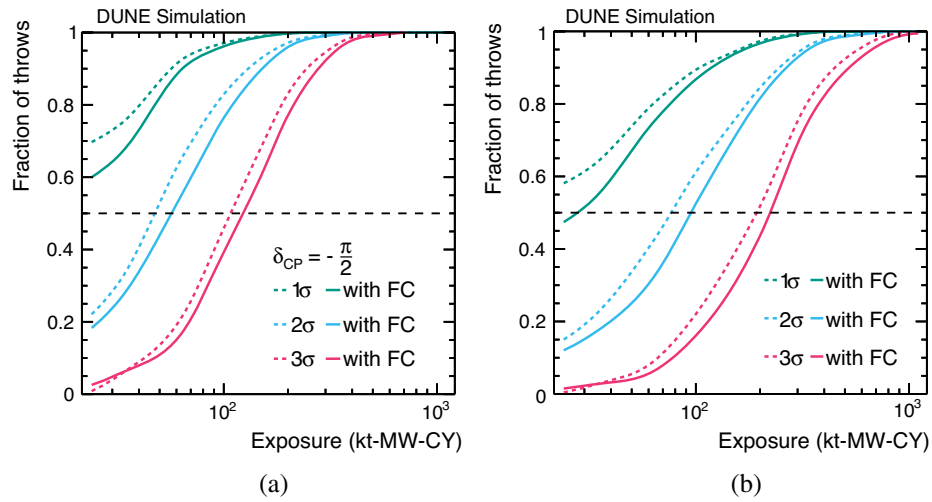 DUNE Simulation
Fraction of throws
1
0.8
0.6
0.4
0.2
0
δCP = - π/2
1σ with FC
2σ with FC
3σ with FC
10²
10³
Exposure (kt-MW-CY)
(a)
DUNE Simulation
Fraction of throws
1
0.8
0.6
0.4
0.2
0
1σ with FC
2σ with FC
3σ with FC
10²
10³
Exposure (kt-MW-CY)
(b)